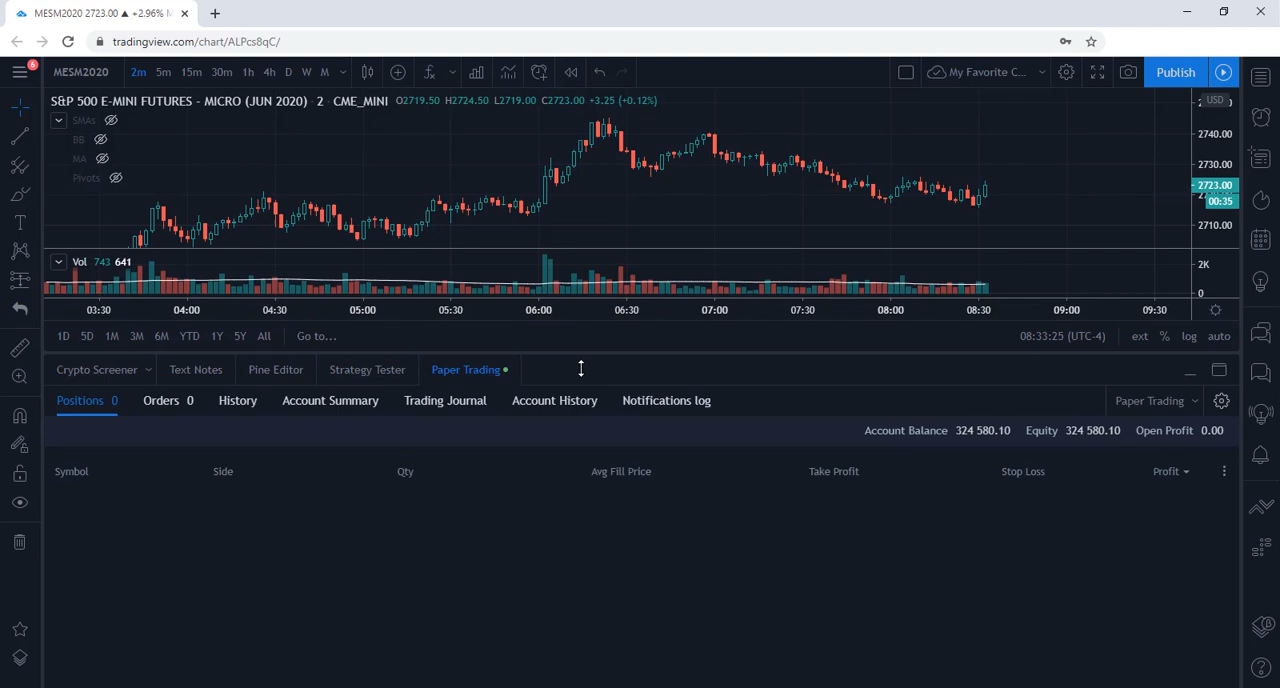 MESM2020 2723.00 ▲ +2.96% M
tradingview.com/chart/ALPcs8qC/
6
MESM2020 2m 5m 15m 30m 1h 4h D W M My Favorite C... Publish
S&P 500 E-MINI FUTURES - MICRO (JUN 2020) · 2 · CME_MINI O2719.50 H2724.50 L2719.00 C2723.00 +3.25 (+0.12%)
USD
SMAs
BB
MA
Pivots
2740.00
2730.00
2723.00
00:35
2710.00
Vol 743 641
2K
0
03:30 04:00 04:30 05:00 05:30 06:00 06:30 07:00 07:30 08:00 08:30 09:00 09:30
1D 5D 1M 3M 6M YTD 1Y 5Y All Go to... 08:33:25 (UTC-4) ext % log auto
Crypto Screener Text Notes Pine Editor Strategy Tester Paper Trading
Positions 0 Orders 0 History Account Summary Trading Journal Account History Notifications log Paper Trading
Account Balance 324 580.10 Equity 324 580.10 Open Profit 0.00
Symbol Side Qty Avg Fill Price Take Profit Stop Loss Profit